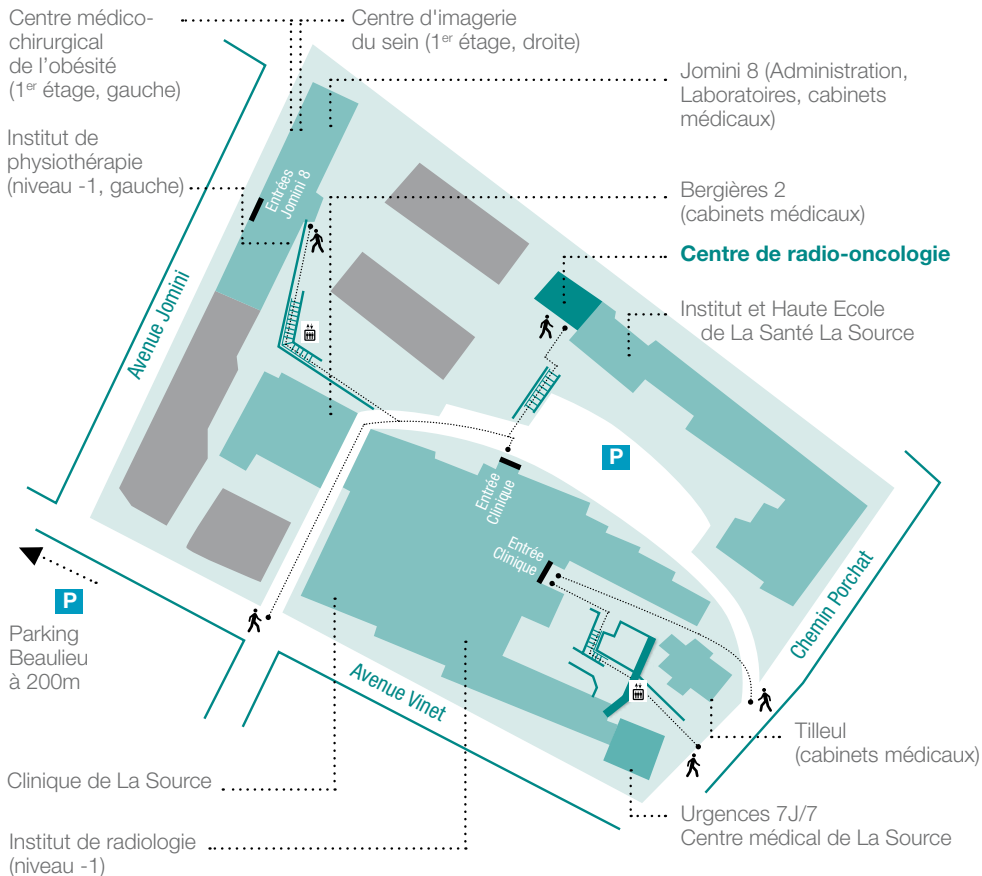 Centre médico-
chirurgical
de l’obésité
(1er étage, gauche)
Centre d'imagerie
du sein (1er étage, droite)
Jomini 8 (Administration,
Laboratoires, cabinets
médicaux)
Institut de
physiothérapie
(niveau -1, gauche)
Entrées
Jomini 8
Bergières 2
(cabinets médicaux)
Centre de radio-oncologie
Institut et Haute Ecole
de La Santé La Source
Avenue Jomini
P
Entrée
Clinique
Entrée
Clinique
Chemin Porchat
P
Parking
Beaulieu
à 200m
Avenue Vinet
Tilleul
(cabinets médicaux)
Clinique de La Source
Urgences 7J/7
Centre médical de La Source
Institut de radiologie
(niveau -1)